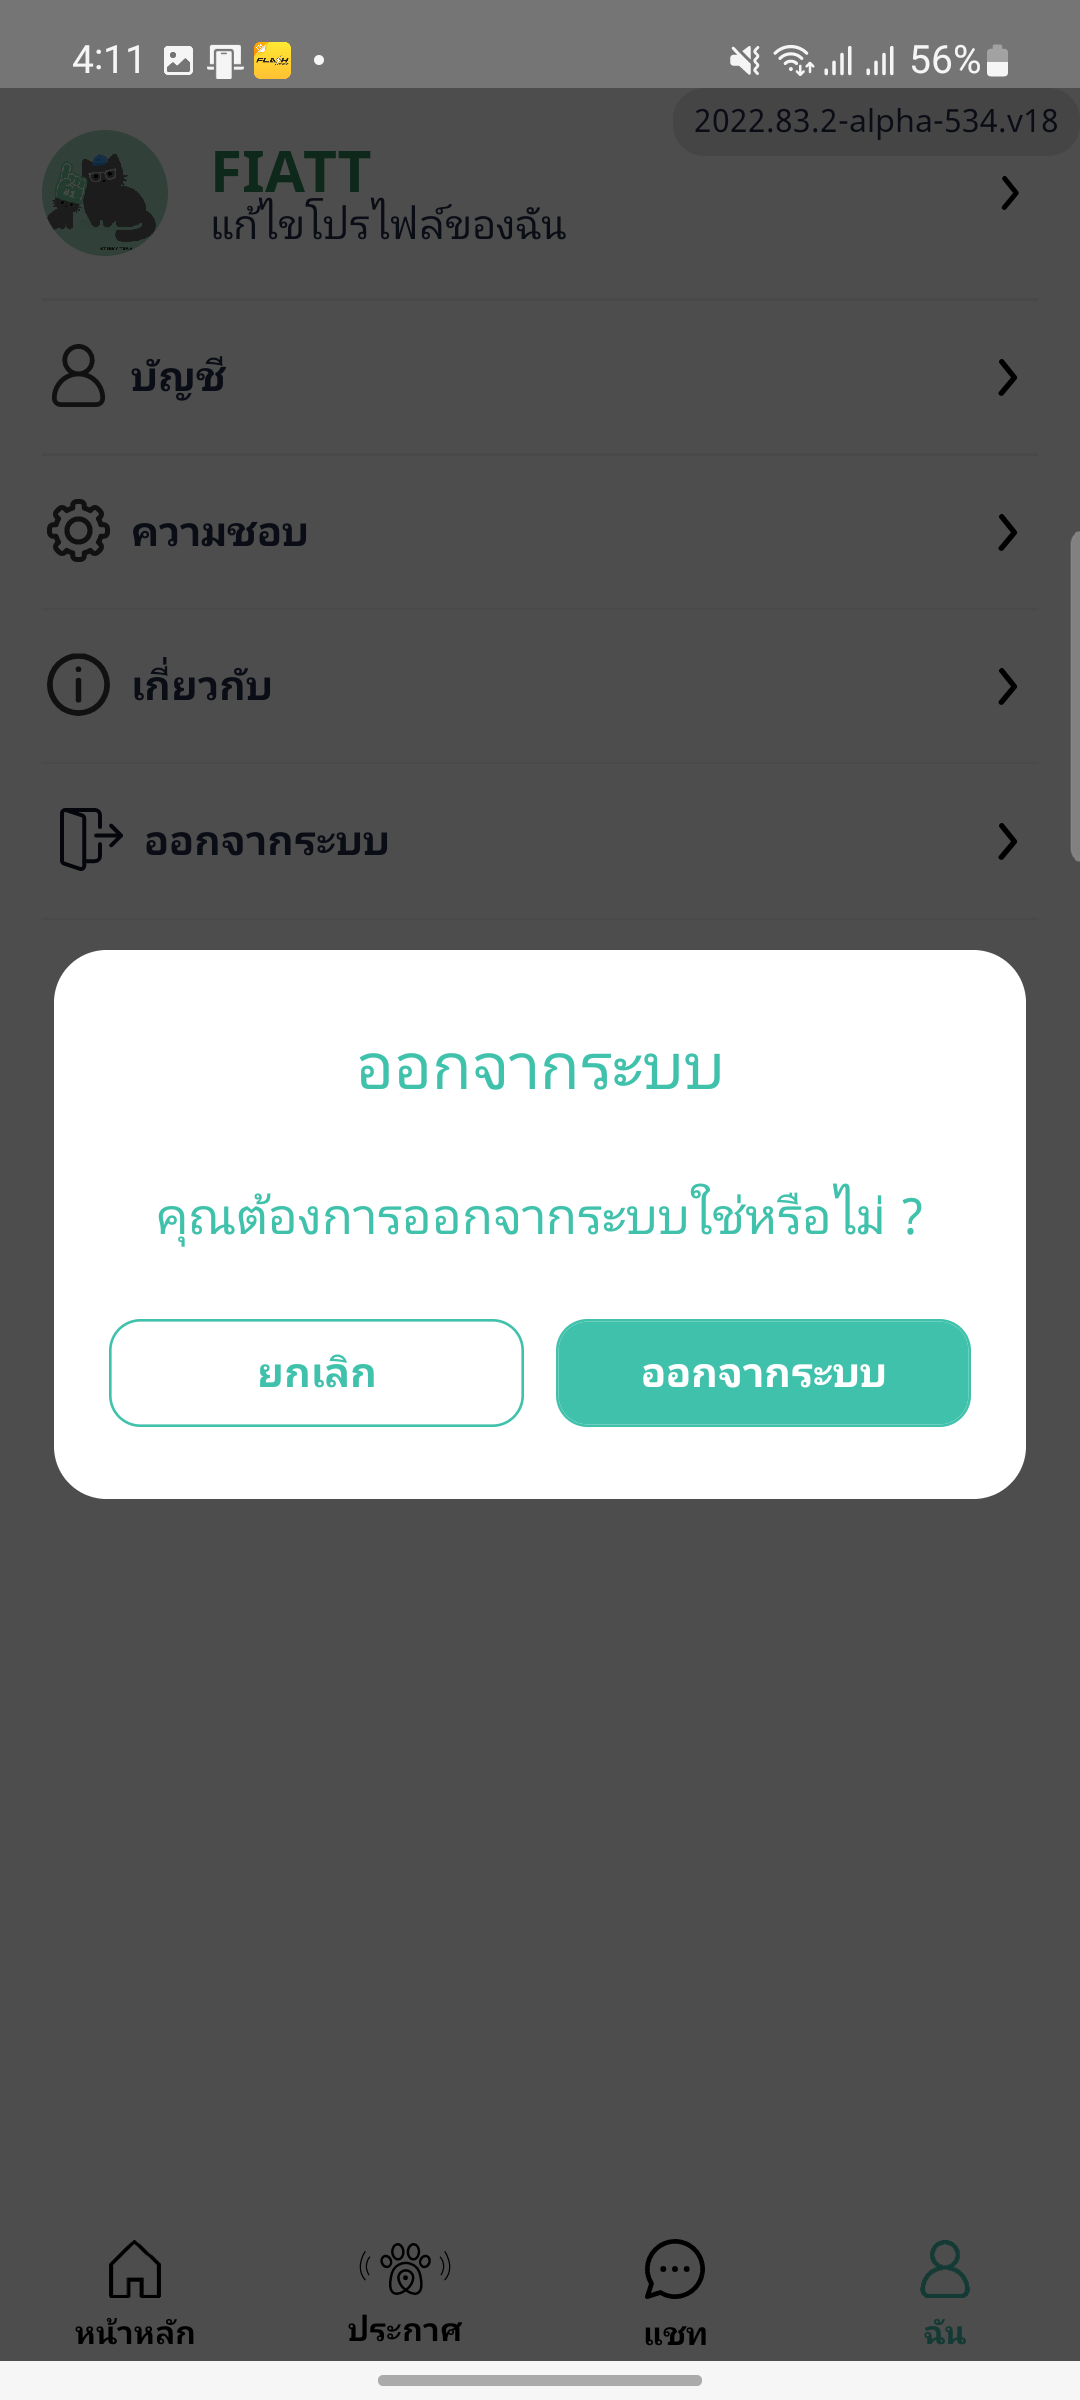 4:11
56%
2022.83.2-alpha-534.v18
FIATT
แก้ไขโปรไฟล์ของฉัน
บัญชี
ความชอบ
เกี่ยวกับ
ออกจากระบบ
ออกจากระบบ
คุณต้องการออกจากระบบใช่หรือไม่ ?
ยกเลิก
ออกจากระบบ
หน้าหลัก
ประกาศ
แชท
ฉัน